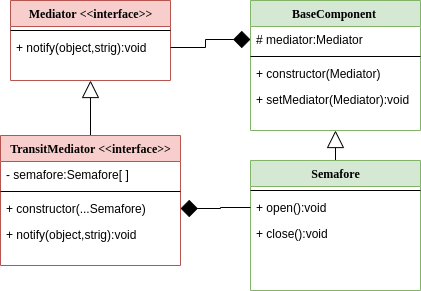 Mediator <<interface>>
+ notify(object,strig):void
BaseComponent
# mediator:Mediator
+ constructor(Mediator)
+ setMediator(Mediator):void
TransitMediator <<interface>>
- semafore:Semafore[ ]
+ constructor(...Semafore)
+ notify(object,strig):void
Semafore
+ open():void
+ close():void